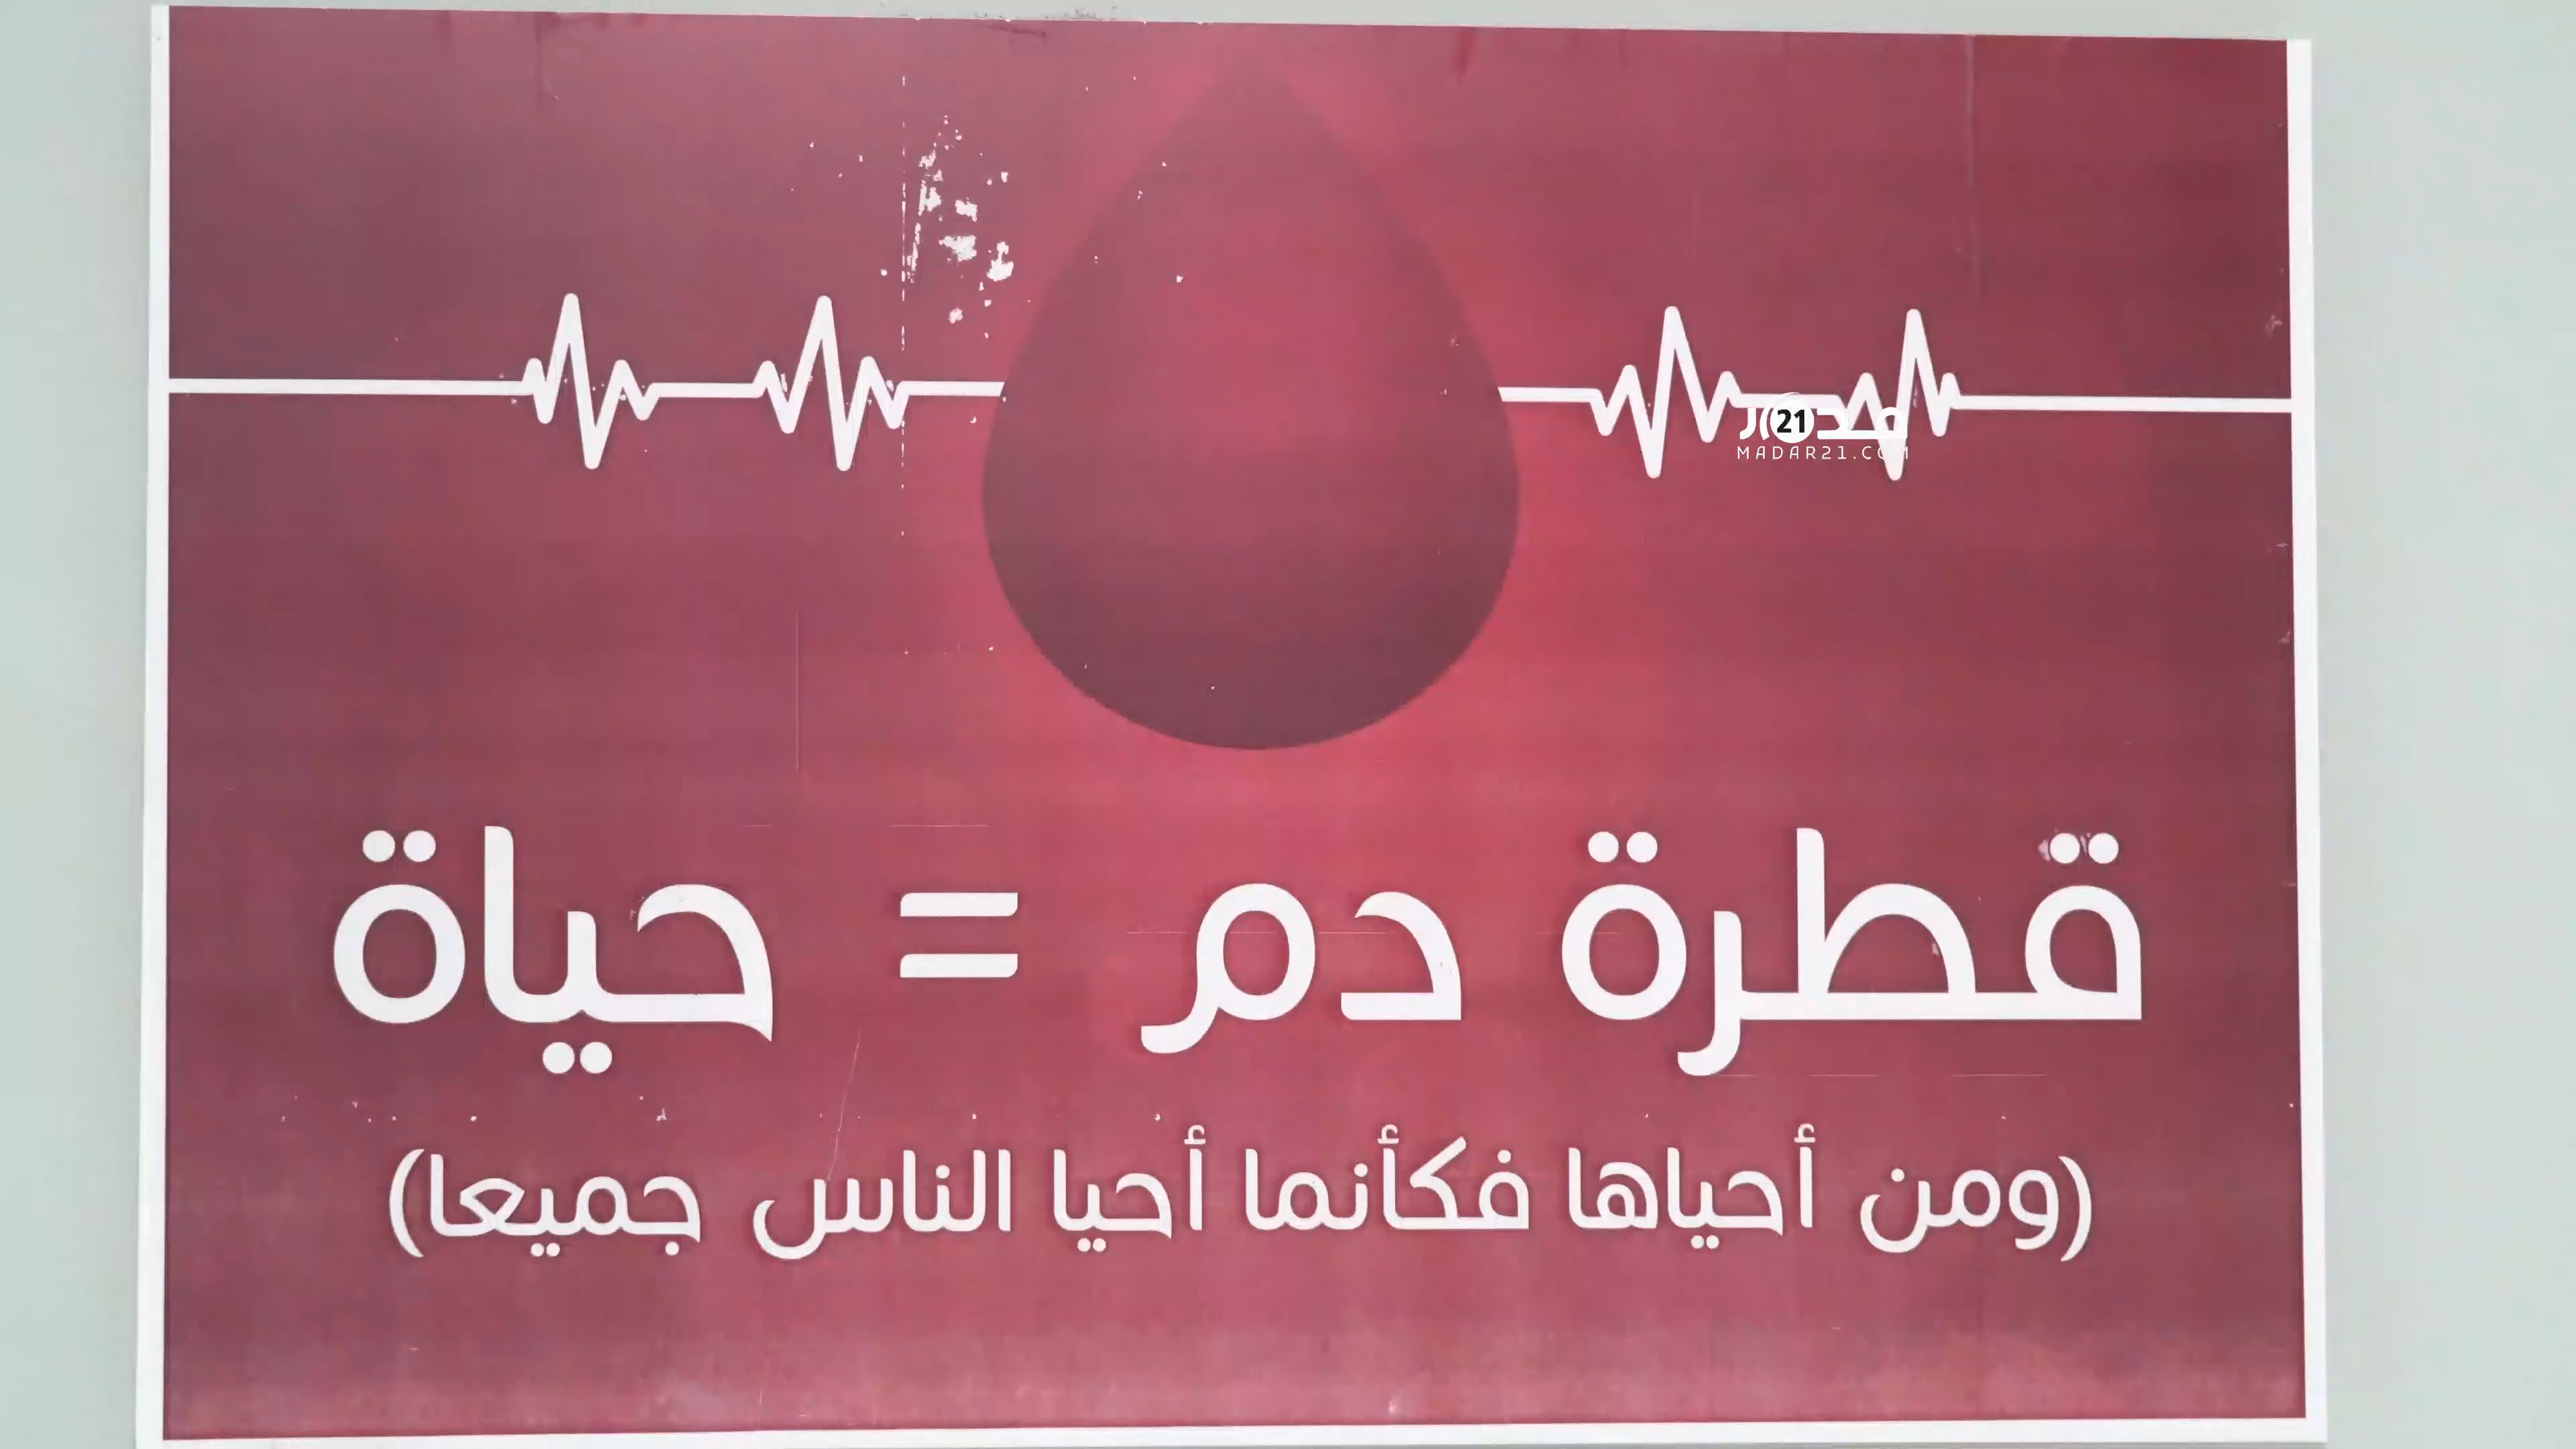 مدار 21
MADAR21.COM
قطرة دم = حياة
(ومن أحياها فكأنما أحيا الناس جميعا)